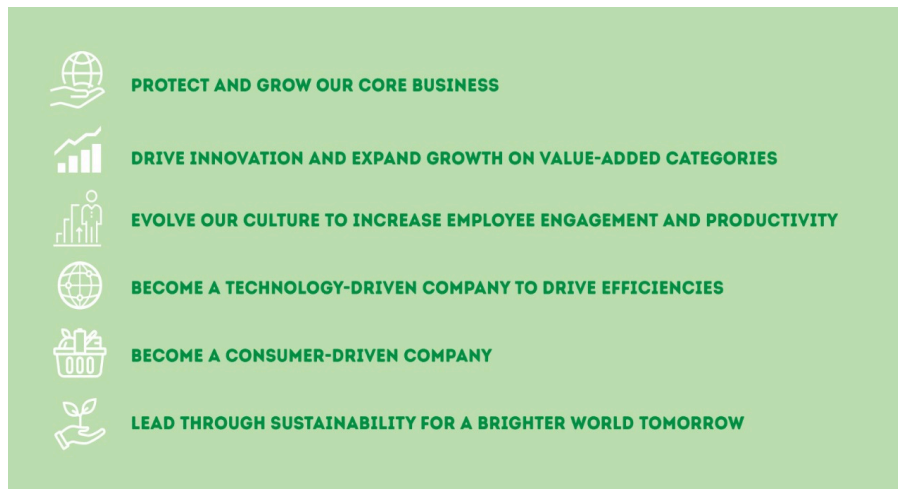 PROTECT AND GROW OUR CORE BUSINESS
DRIVE INNOVATION AND EXPAND GROWTH ON VALUE-ADDED CATEGORIES
EVOLVE OUR CULTURE TO INCREASE EMPLOYEE ENGAGEMENT AND PRODUCTIVITY
BECOME A TECHNOLOGY-DRIVEN COMPANY TO DRIVE EFFICIENCIES
BECOME A CONSUMER-DRIVEN COMPANY
LEAD THROUGH SUSTAINABILITY FOR A BRIGHTER WORLD TOMORROW